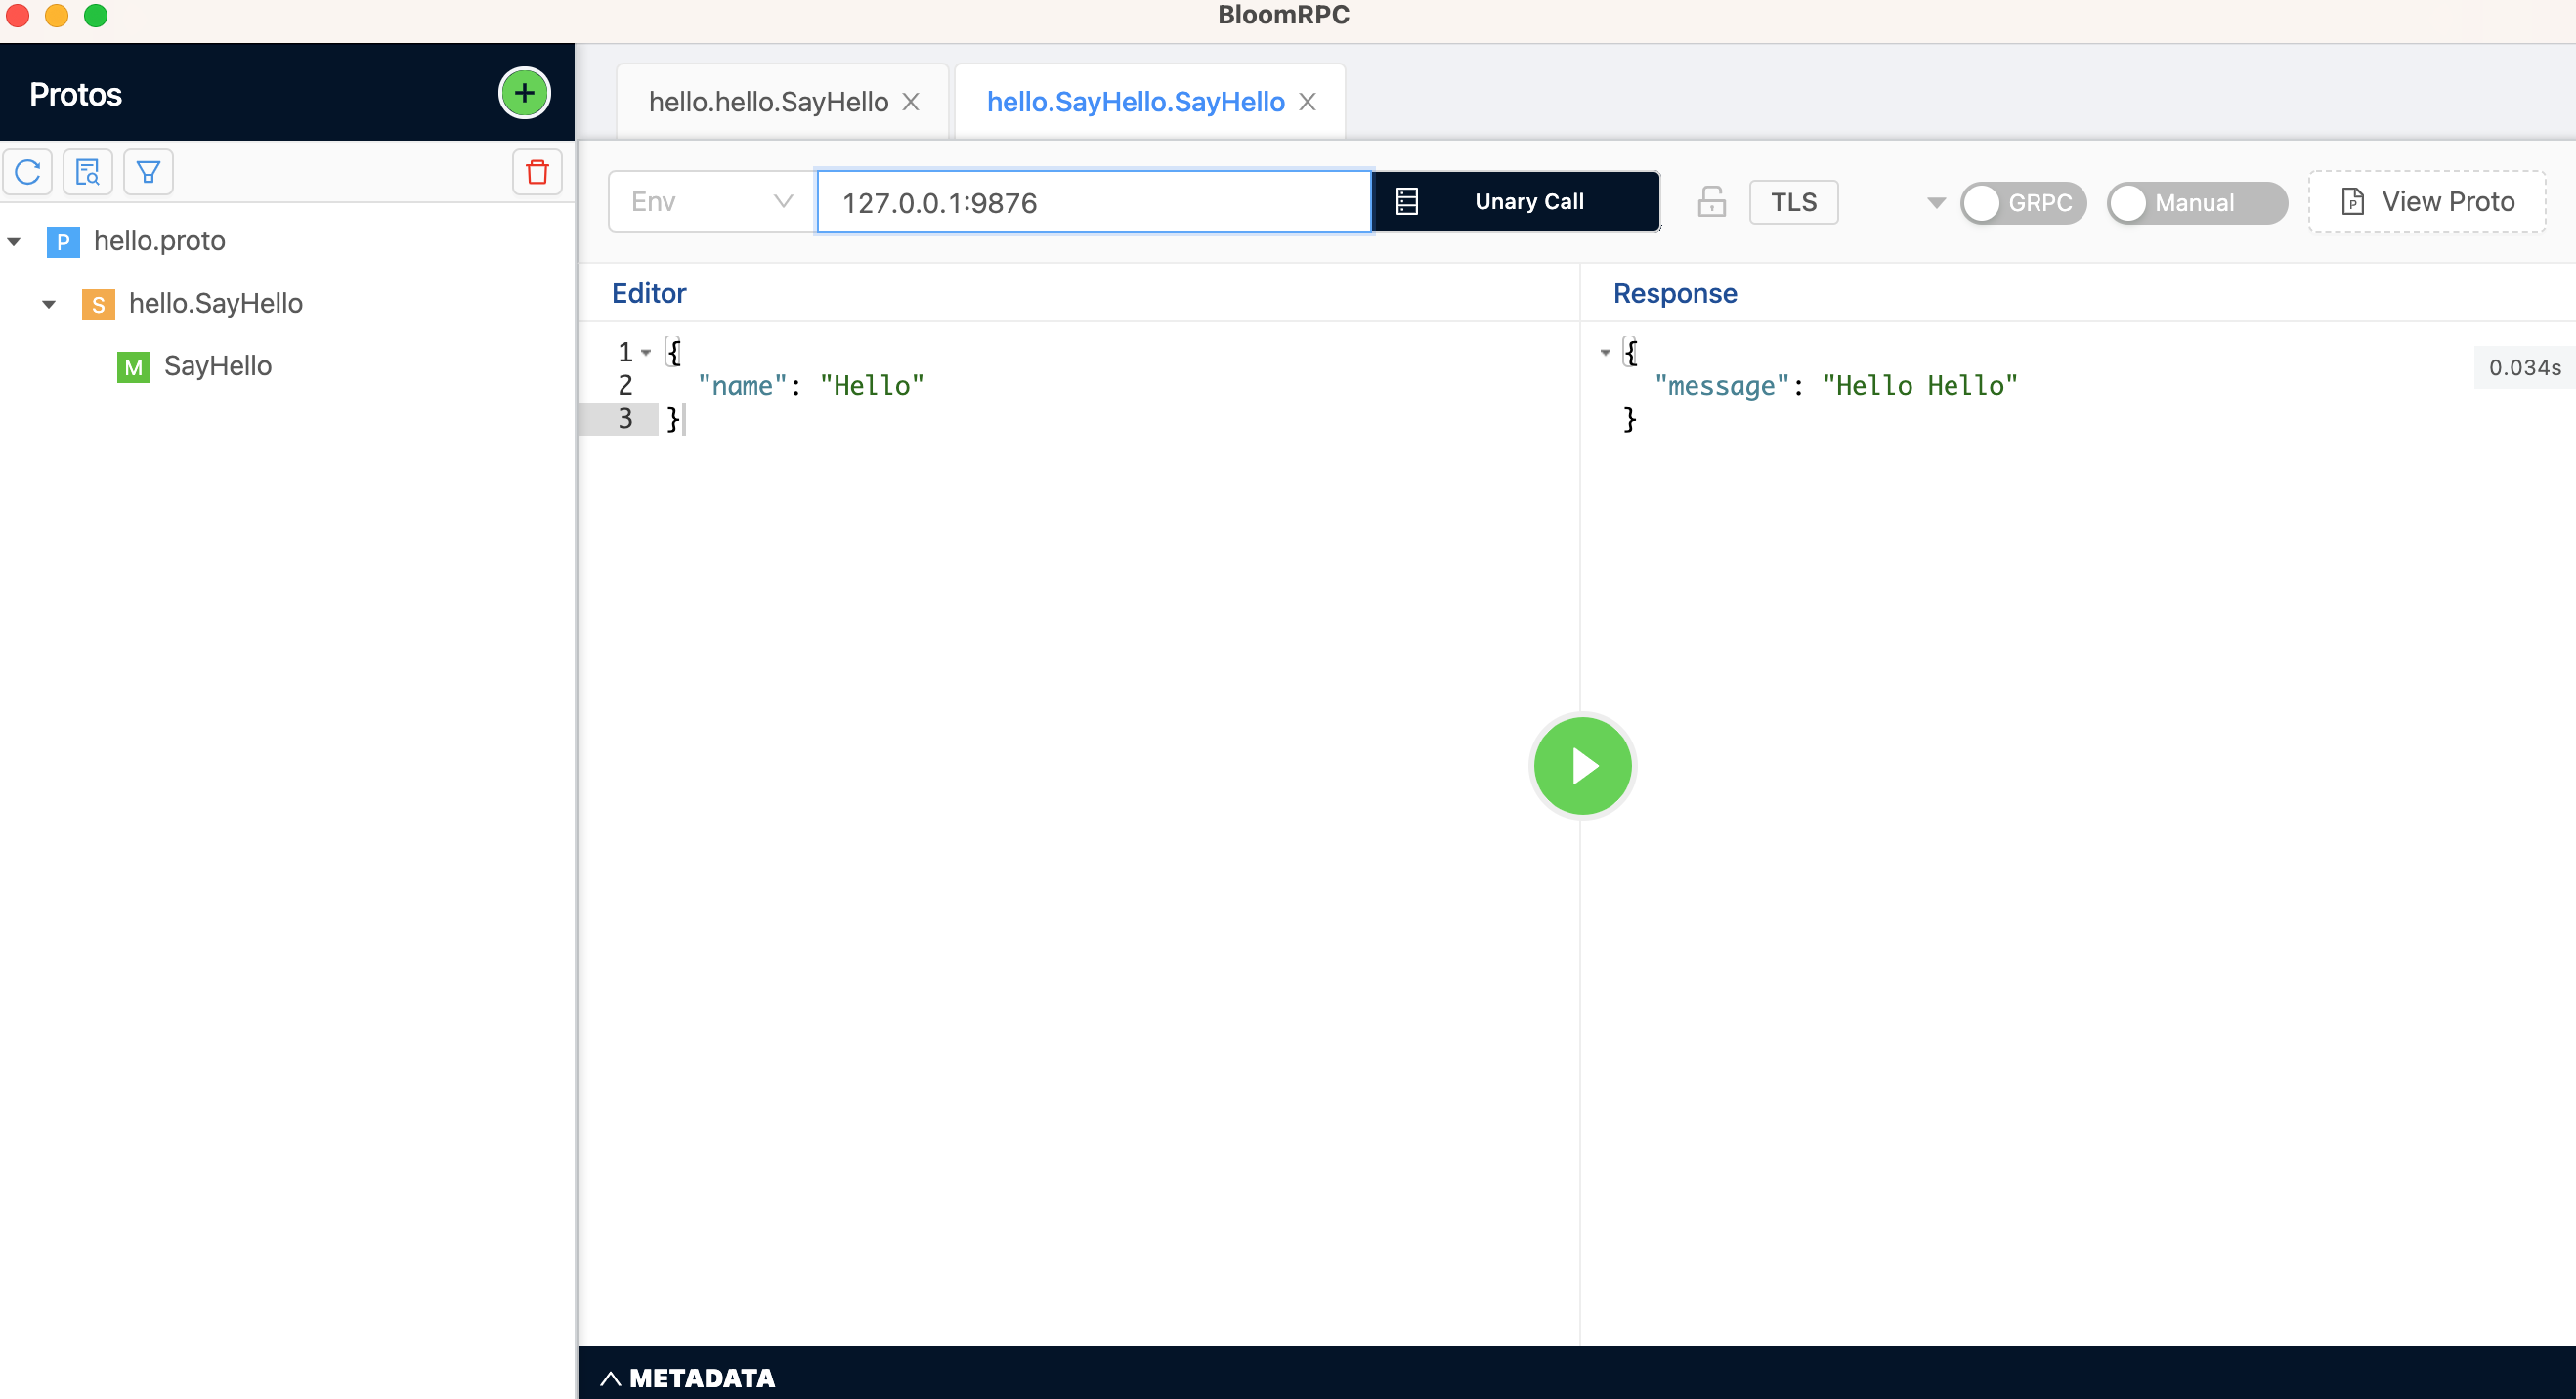 BloomRPC
Protos
hello.hello.SayHello
hello.SayHello.SayHello
Env
127.0.0.1:9876
Unary Call
TLS
GRPC
Manual
View Proto
P hello.proto
S hello.SayHello
M SayHello
Editor
1 {
2 "name": "Hello"
3 }
Response
{
"message": "Hello Hello"
}
0.034s
METADATA